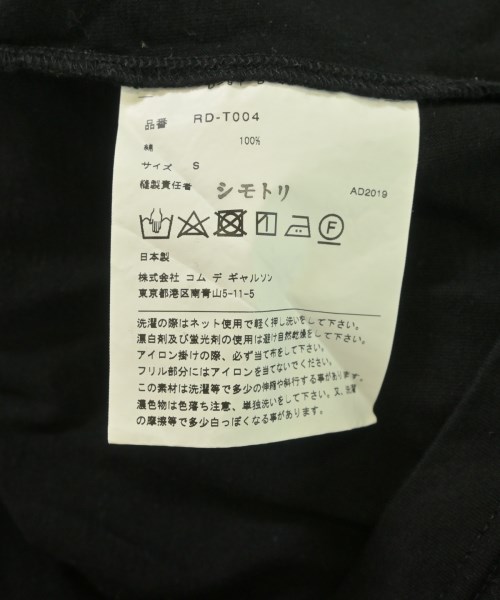 品番 RD-T004
綿 100%
サイズ S
縫製責任者 シモトリ AD2019
F
日本製
株式会社 コム デ ギャルソン
東京都港区南青山5-11-5
洗濯の際はネット使用で軽く押し洗いをして下さい。
漂白剤及び蛍光剤の使用は避け自然乾燥をして下さい。
アイロン掛けの際、必ず当て布をして下さい。
フリル部分にはアイロンを当てないでください。
この素材は洗濯等で多少の伸縮や斜行する事があります。
濃色物は色落ち注意、単独洗いをして下さい。又、洗濯
の摩擦等で多少白っぽくなる事があります。